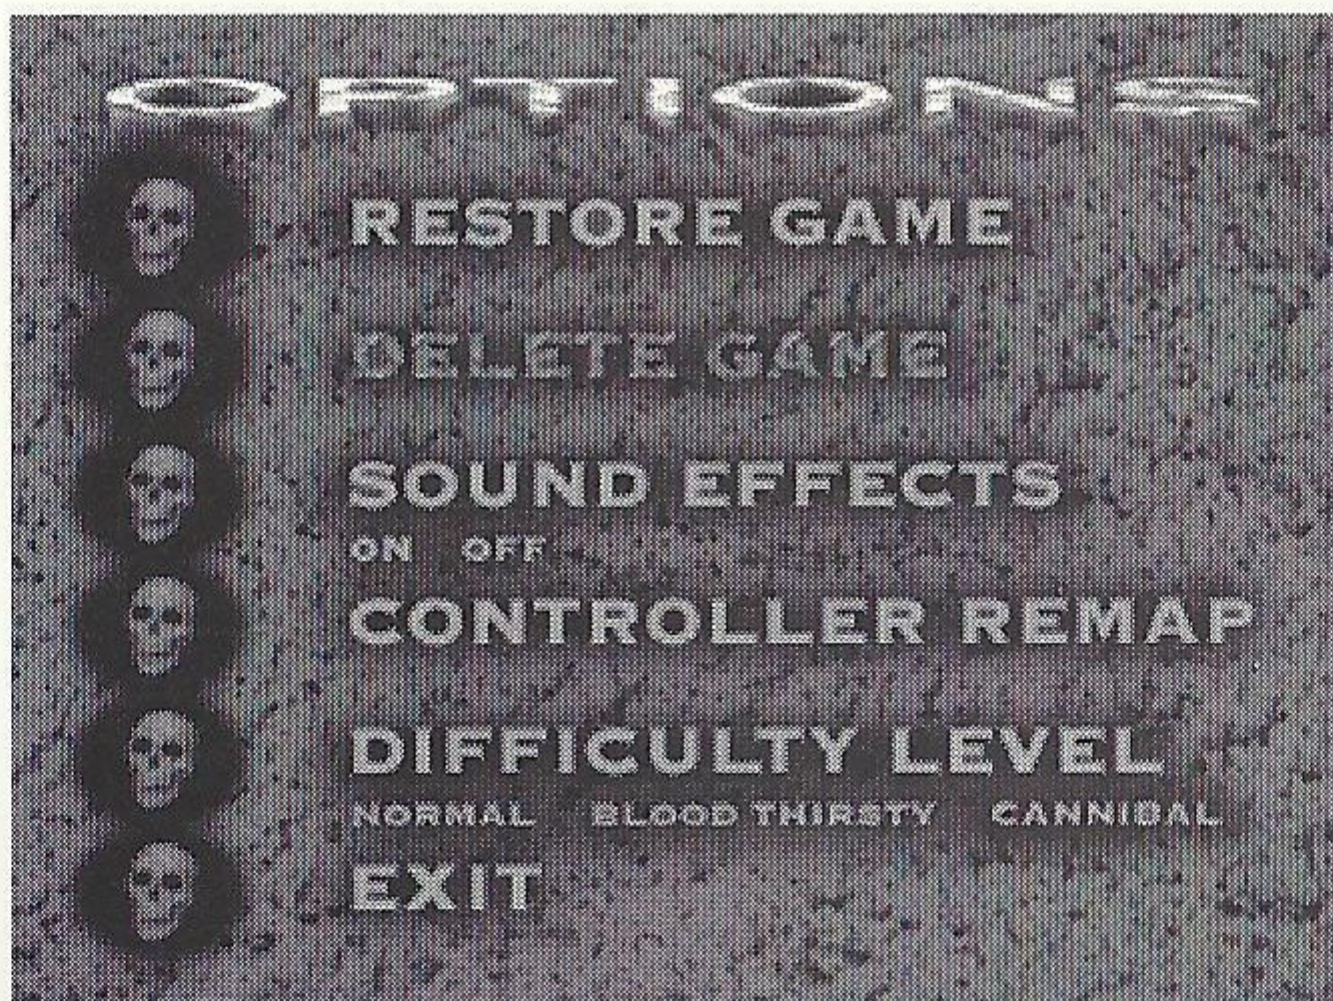 OPTIONS
RESTORE GAME
DELETE GAME
SOUND EFFECTS
ON OFF
CONTROLLER REMAP
DIFFICULTY LEVEL
NORMAL BLOOD THIRSTY CANNIBAL
EXIT